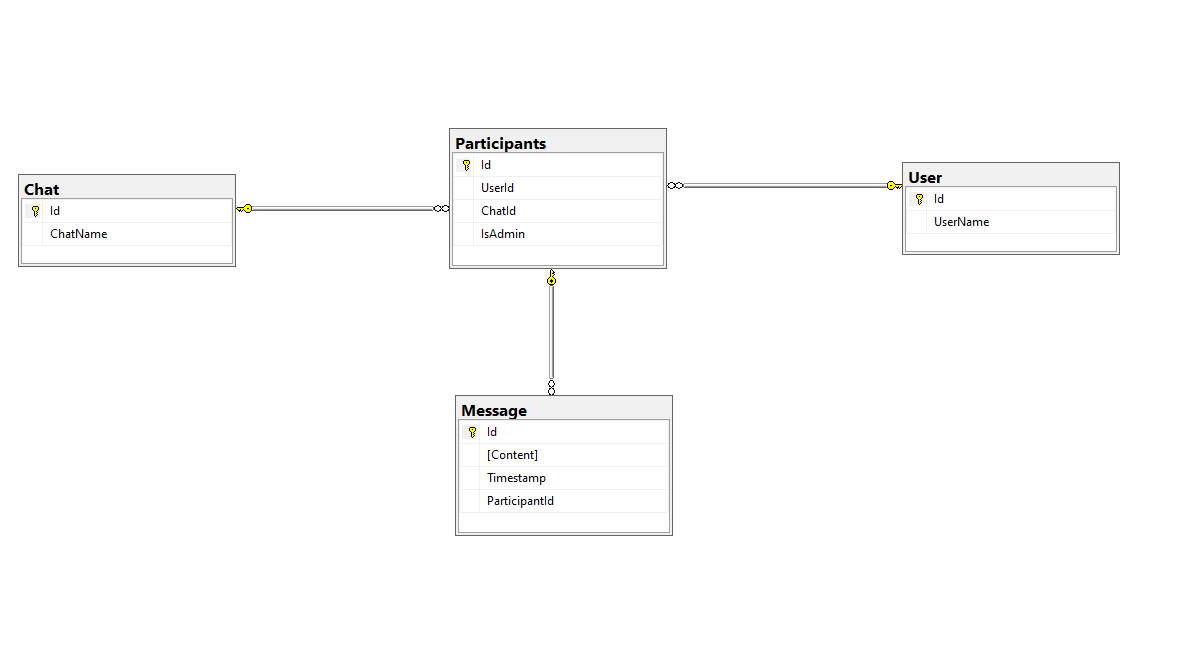 Chat
Id
ChatName
Participants
Id
UserId
ChatId
IsAdmin
User
Id
UserName
Message
Id
[Content]
Timestamp
ParticipantId